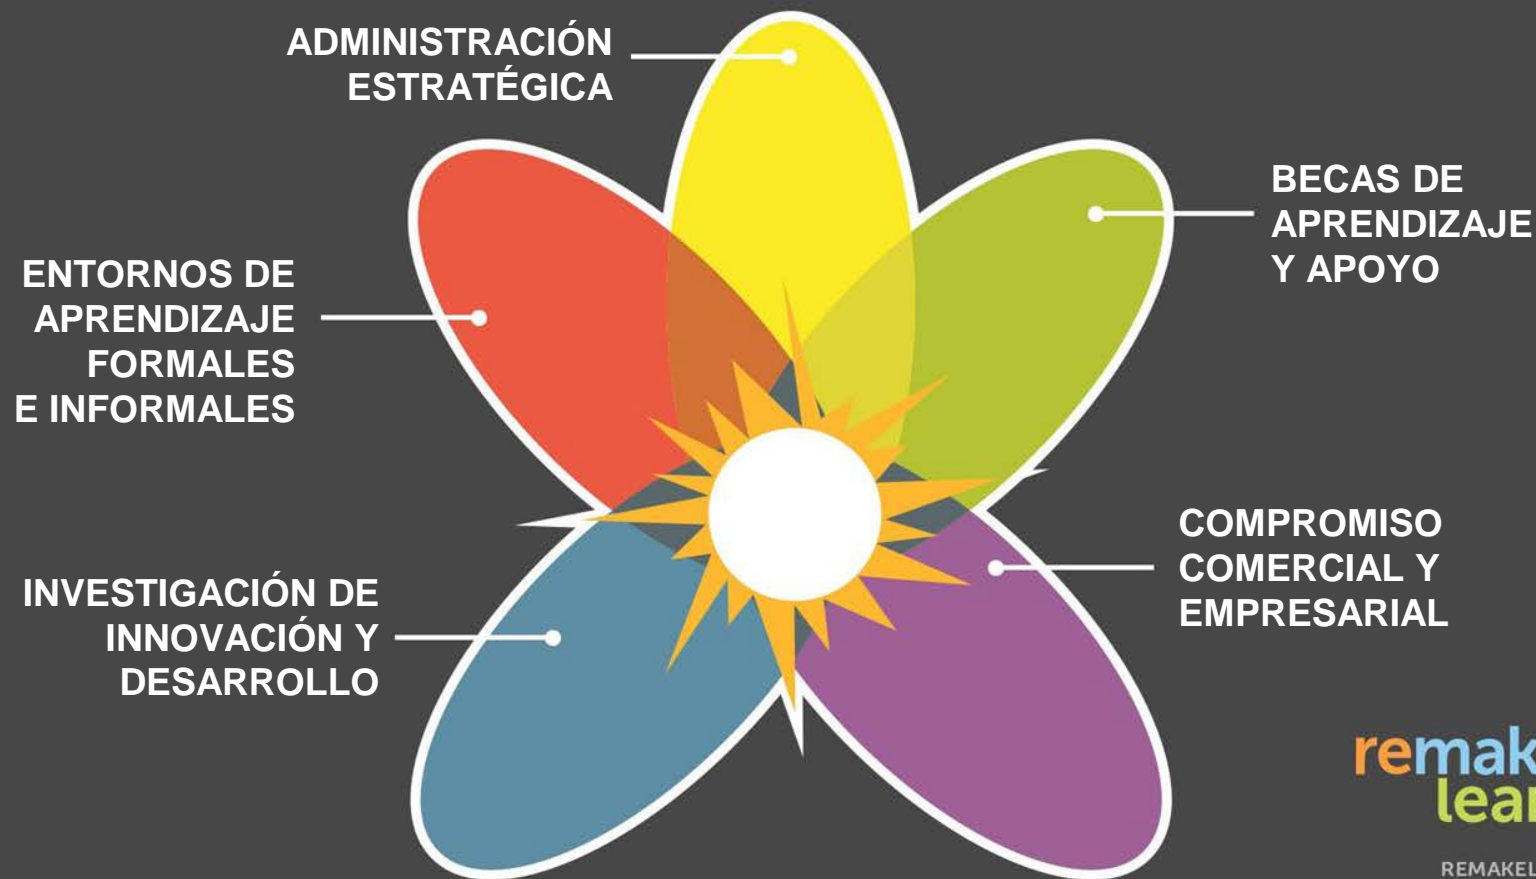 ADMINISTRACIÓN
ESTRATÉGICA
BECAS DE
APRENDIZAJE
Y APOYO
ENTORNOS DE
APRENDIZAJE
FORMALES
E INFORMALES
COMPROMISO
COMERCIAL Y
EMPRESARIAL
INVESTIGACIÓN DE
INNOVACIÓN Y
DESARROLLO